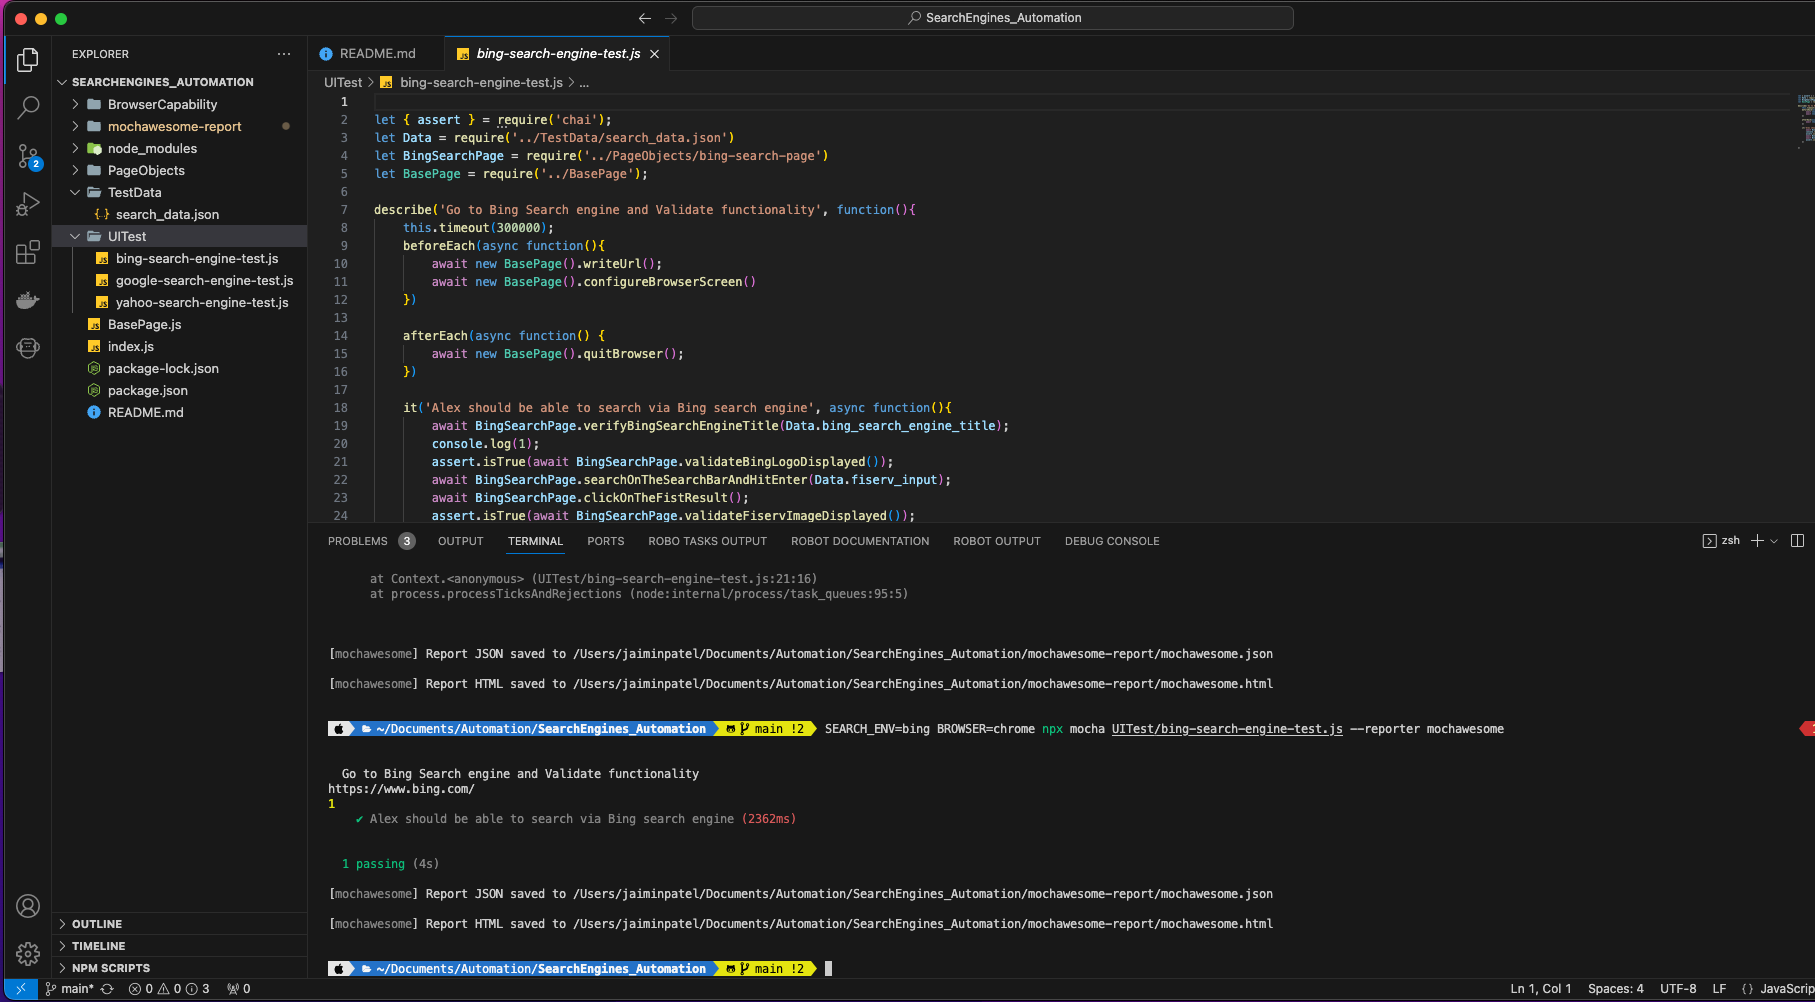 SearchEngines_Automation
EXPLORER
SEARCHENGINES_AUTOMATION
BrowserCapability
mochawesome-report
node_modules
PageObjects
TestData
search_data.json
UITest
bing-search-engine-test.js
google-search-engine-test.js
yahoo-search-engine-test.js
BasePage.js
index.js
package-lock.json
package.json
README.md
OUTLINE
TIMELINE
NPM SCRIPTS
2
README.md
bing-search-engine-test.js
UITest > bing-search-engine-test.js > ...
1
2 let { assert } = require('chai');
3 let Data = require('../TestData/search_data.json')
4 let BingSearchPage = require('../PageObjects/bing-search-page')
5 let BasePage = require('../BasePage');
6
7 describe('Go to Bing Search engine and Validate functionality', function(){
8 this.timeout(300000);
9 beforeEach(async function(){
10 await new BasePage().writeUrl();
11 await new BasePage().configureBrowserScreen()
12 })
13
14 afterEach(async function() {
15 await new BasePage().quitBrowser();
16 })
17
18 it('Alex should be able to search via Bing search engine', async function(){
19 await BingSearchPage.verifyBingSearchEngineTitle(Data.bing_search_engine_title);
20 console.log(1);
21 assert.isTrue(await BingSearchPage.validateBingLogoDisplayed());
22 await BingSearchPage.searchOnTheSearchBarAndHitEnter(Data.fiserv_input);
23 await BingSearchPage.clickOnTheFistResult();
24 assert.isTrue(await BingSearchPage.validateFiservImageDisplayed());
PROBLEMS 3 OUTPUT TERMINAL PORTS ROBO TASKS OUTPUT ROBOT DOCUMENTATION ROBOT OUTPUT DEBUG CONSOLE zsh
at Context.<anonymous> (UITest/bing-search-engine-test.js:21:16)
at process.processTicksAndRejections (node:internal/process/task_queues:95:5)
[mochawesome] Report JSON saved to /Users/jaiminpatel/Documents/Automation/SearchEngines_Automation/mochawesome-report/mochawesome.json
[mochawesome] Report HTML saved to /Users/jaiminpatel/Documents/Automation/SearchEngines_Automation/mochawesome-report/mochawesome.html
~/Documents/Automation/SearchEngines_Automation main !2 SEARCH_ENV=bing BROWSER=chrome npx mocha UITest/bing-search-engine-test.js --reporter mochawesome
Go to Bing Search engine and Validate functionality
https://www.bing.com/
1
✔ Alex should be able to search via Bing search engine (2362ms)
1 passing (4s)
[mochawesome] Report JSON saved to /Users/jaiminpatel/Documents/Automation/SearchEngines_Automation/mochawesome-report/mochawesome.json
[mochawesome] Report HTML saved to /Users/jaiminpatel/Documents/Automation/SearchEngines_Automation/mochawesome-report/mochawesome.html
~/Documents/Automation/SearchEngines_Automation main !2
main* 0 0 3 0 Ln 1, Col 1 Spaces: 4 UTF-8 LF {} JavaScrip